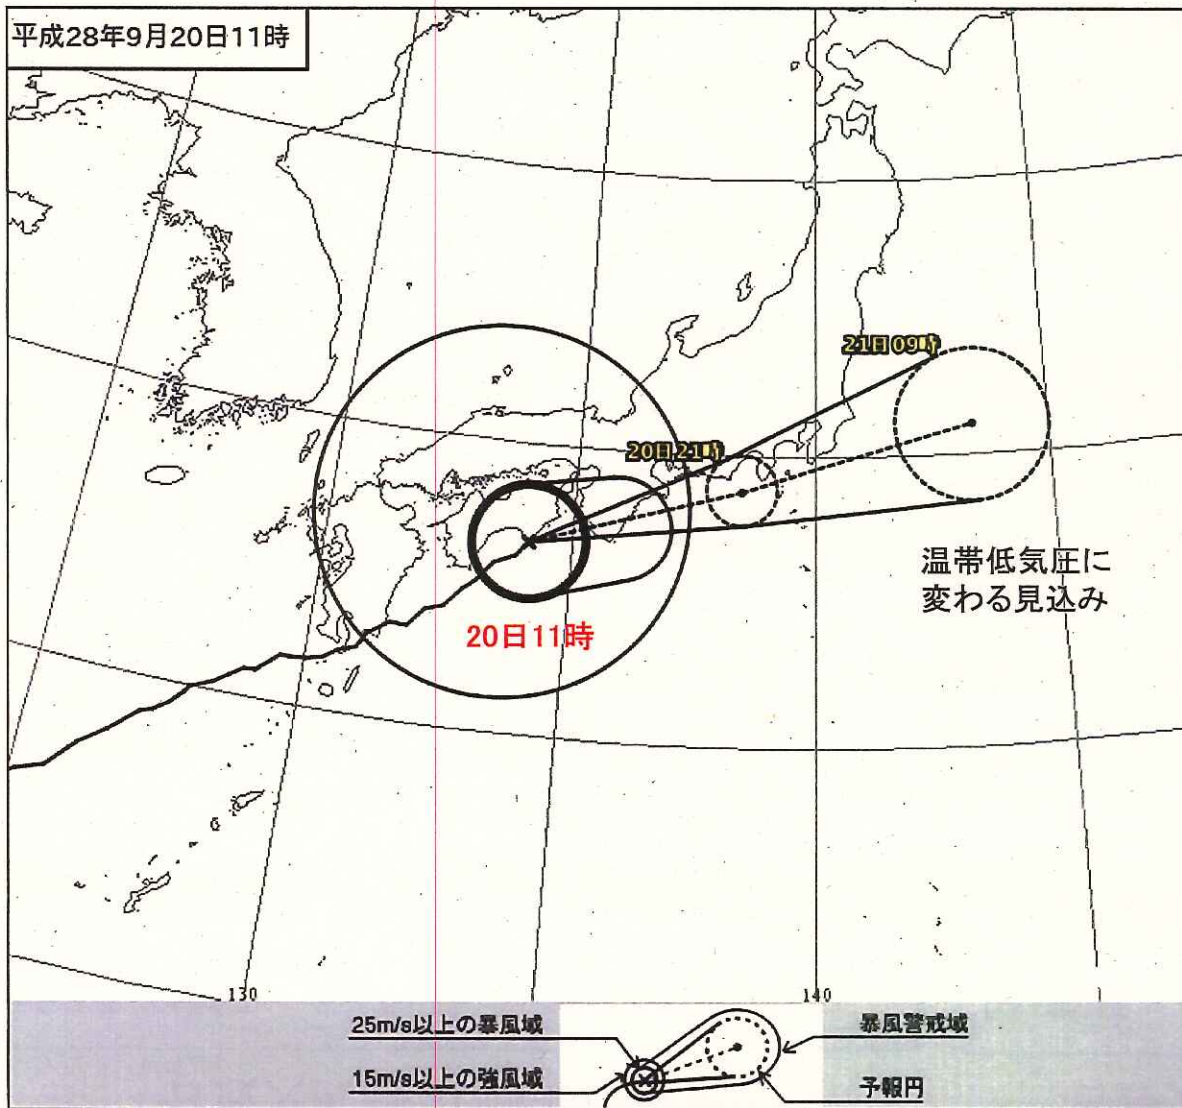 平成28年9月20日11時
21日09時
20日21時
20日11時
温帯低気圧に
変わる見込み
130
140
25m/s以上の暴風域
暴風警戒域
15m/s以上の強風域
予報円